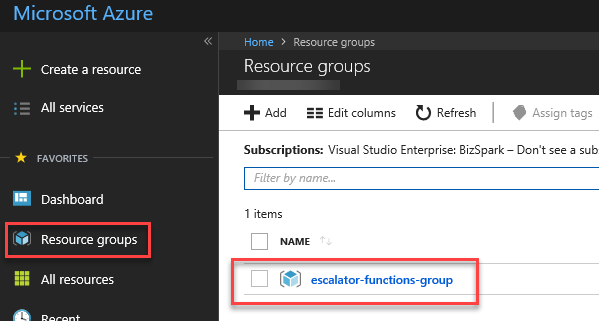 Microsoft Azure
«
Create a resource
All services
FAVORITES
Dashboard
Resource groups
All resources
Recent
Home > Resource groups
Resource groups
Add Edit columns Refresh Assign tags
Subscriptions: Visual Studio Enterprise: BizSpark – Don't see a subs
Filter by name...
1 items
NAME
escalator-functions-group